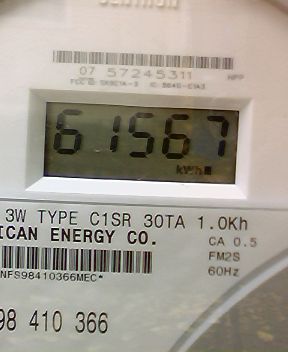 07 57245311 HPP
61567
kWh
3W TYPE C1SR 30TA 1.0Kh
ICAN ENERGY CO. CA 0.5
FM2S
NFS98410366MEC* 60Hz
98 410 366